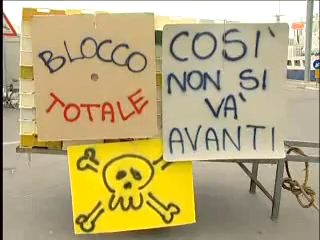 BLOCCO
TOTALE
COSI'
NON SI
VA'
AVANTI